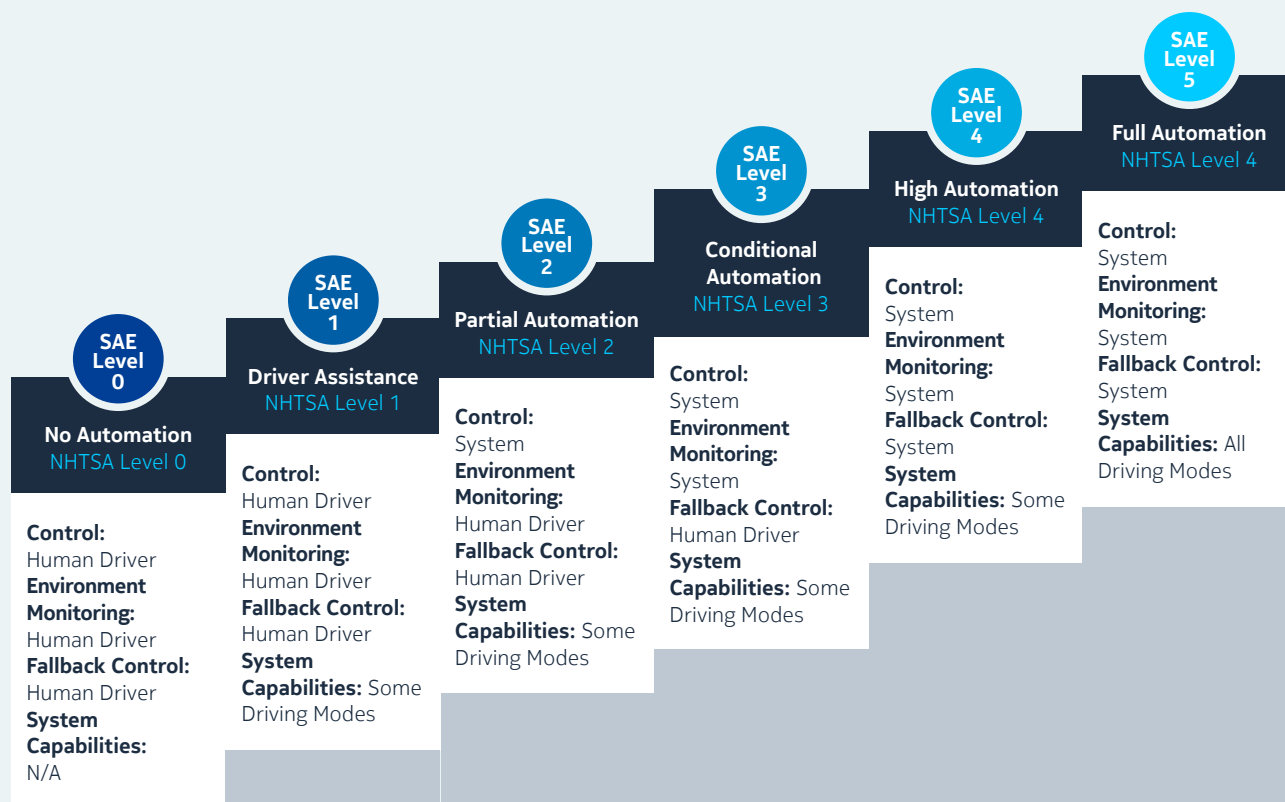 SAE
Level
0
No Automation
NHTSA Level 0
Control:
Human Driver
Environment
Monitoring:
Human Driver
Fallback Control:
Human Driver
System
Capabilities:
N/A
SAE
Level
1
Driver Assistance
NHTSA Level 1
Control:
Human Driver
Environment
Monitoring:
Human Driver
Fallback Control:
Human Driver
System
Capabilities: Some
Driving Modes
SAE
Level
2
Partial Automation
NHTSA Level 2
Control:
System
Environment
Monitoring:
Human Driver
Fallback Control:
Human Driver
System
Capabilities: Some
Driving Modes
SAE
Level
3
Conditional
Automation
NHTSA Level 3
Control:
System
Environment
Monitoring:
System
Fallback Control:
Human Driver
System
Capabilities: Some
Driving Modes
SAE
Level
4
High Automation
NHTSA Level 4
Control:
System
Environment
Monitoring:
System
Fallback Control:
System
System
Capabilities: Some
Driving Modes
SAE
Level
5
Full Automation
NHTSA Level 4
Control:
System
Environment
Monitoring:
System
Fallback Control:
System
System
Capabilities: All
Driving Modes